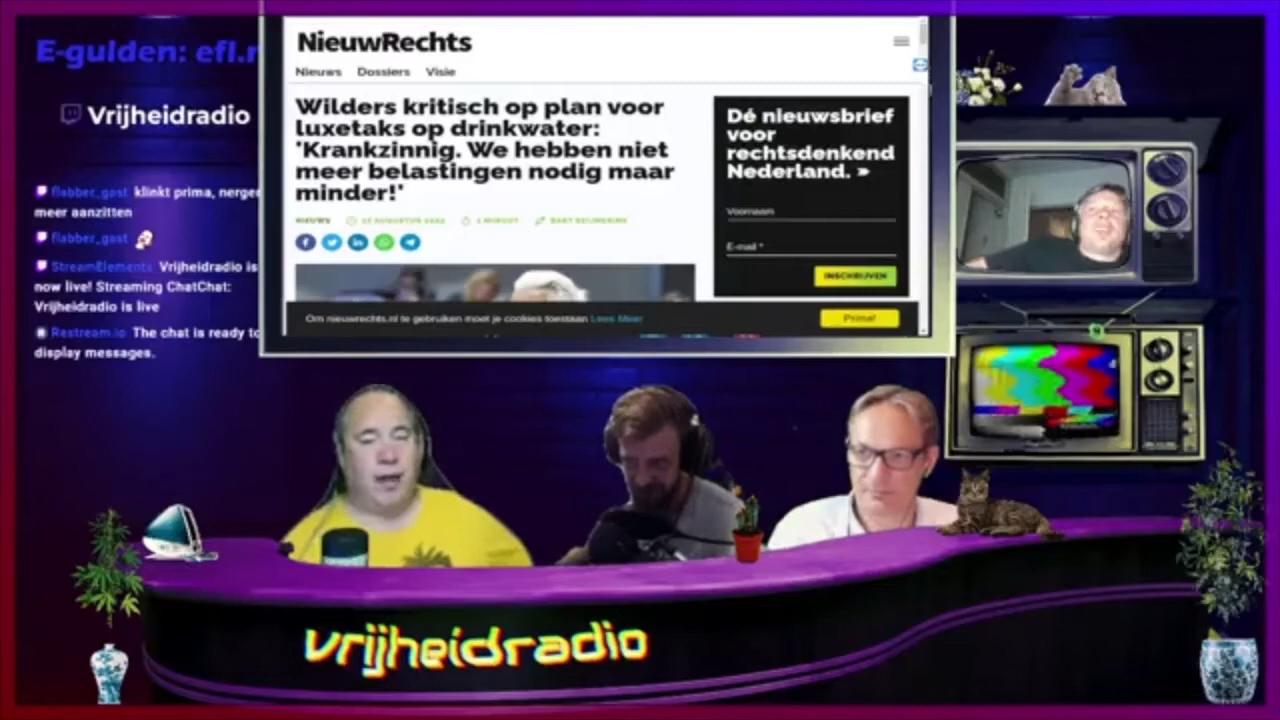 E-gulden: efl.n
Vrijheidradio
flabber_gast klinkt prima, nerge
meer aanzitten
flabber_gast
StreamElements Vrijheidradio is
now live! Streaming ChatChat:
Vrijheidradio is live
Restream.io The chat is ready to
display messages.
NieuwRechts
Nieuws Dossiers Visie
Wilders kritisch op plan voor
luxetaks op drinkwater:
'Krankzinnig. We hebben niet
meer belastingen nodig maar
minder!'
NIEUWS 1 MINUUT
Dé nieuwsbrief
voor
rechtsdenkend
Nederland. »
Voornaam
E-mail *
INSCHRIJVEN
Om nieuwrechts.nl te gebruiken moet je cookies toestaan Lees Meer
Prima!
vrijheidradio